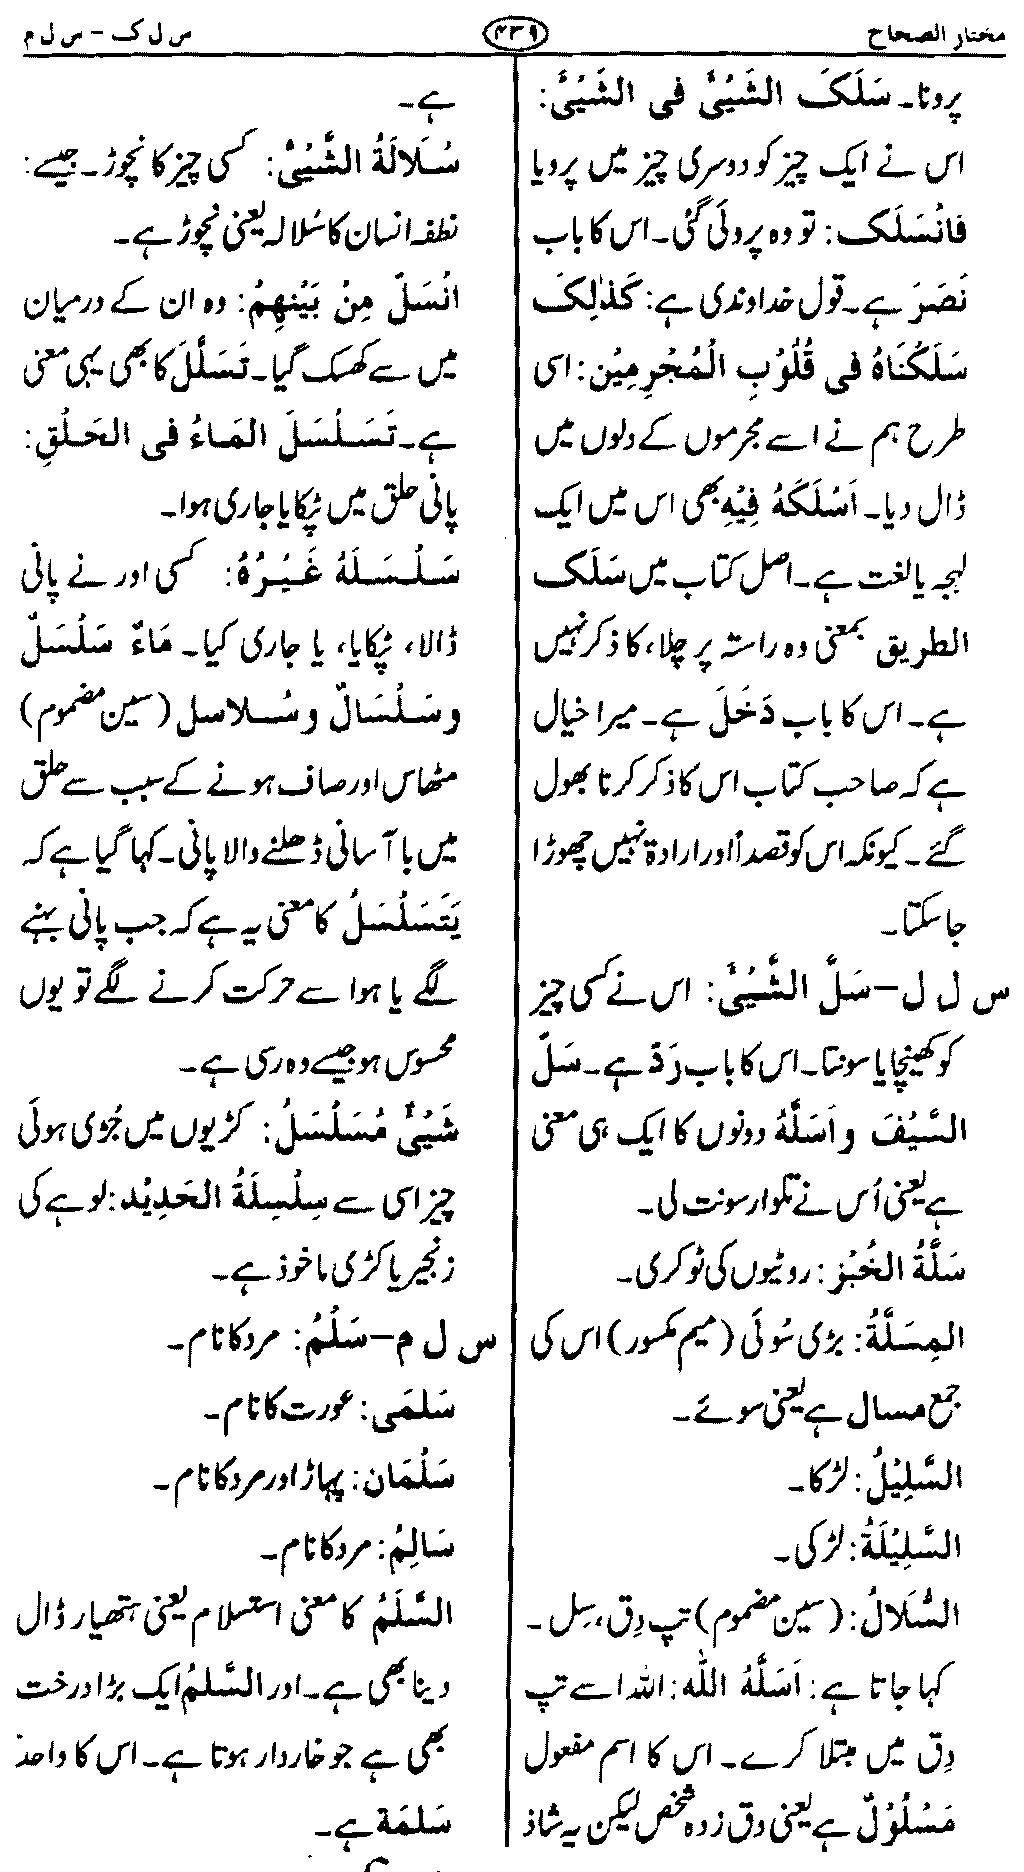 مختار الصحاح
۴۳۹
س ل ک – س ل م
پرونا۔ سَلَکَ الشَیْئَ فی الشَیْئَ:
اس نے ایک چیز کو دوسری چیز میں پرو دیا
فَانْسَلَک: تو وہ پروئی گئی۔ اس کا باب
نَصَرَ ہے۔ قول خداوندی ہے: کَذٰلِکَ
سَلَکْنَاهُ فی قُلُوْبِ الْمُجْرِمِیْن: اسی
طرح ہم نے اسے مجرموں کے دلوں میں
ڈال دیا۔ اَسْلَکَهُ فِیْهِ بھی اس میں ایک
لہجہ یا لغت ہے۔ اصل کتاب میں سَلَک
الطریق بمعنی وہ راستہ پر چلا، کا ذکر نہیں
ہے۔ اس کا باب دَخَلَ ہے۔ میرا خیال
ہے کہ صاحب کتاب اس کا ذکر کرنا بھول
گئے۔ کیونکہ اس کو قصداً اور ارادۃ نہیں چھوڑا
جا سکتا۔
س ل ل – سَلَّ الشَّیْئَ: اس نے کسی چیز
کو کھینچا یا سونتا۔ اس کا باب رَدَّ ہے۔ سَلَّ
السَّیْفَ و اَسَلَّهُ دونوں کا ایک ہی معنی
ہے یعنی اُس نے تلوار سونت لی۔
سَلَّةُ الخُبْز: روٹیوں کی ٹوکری۔
المِسَلَّةُ: بڑی سُوئی (میم مکسور) اس کی
جمع مسال ہے یعنی سوئے۔
السَّلِیْلُ: لڑکا۔
السَّلِیْلَةُ: لڑکی۔
السُّلَالُ: (سین مضموم) تپ دِق، سِل۔
کہا جاتا ہے: اَسَلَّهُ اللّٰه: اللہ اسے تپ
دِق میں مبتلا کرے۔ اس کا اسم مفعول
مَسْلُوْلٌ ہے یعنی دق زدہ شخص لیکن یہ شاذ
ہے۔
سُلَالَةُ الشَّیْئُ: کسی چیز کا نچوڑ۔ جیسے:
نطفہ انسان کا سُلالہ یعنی نچوڑ ہے۔
انْسَلَّ مِنْ بَیْنِهِمْ: وہ ان کے درمیان
میں سے کھسک گیا۔ تَسَلَّلَ کا بھی یہی معنی
ہے۔ تَسَلْسَلَ المَاءُ فی الحَلْقِ:
پانی حلق میں ٹپکا یا جاری ہوا۔
سَلْسَلَهُ غَیْرُهُ: کسی اور نے پانی
ڈالا، ٹپکایا، یا جاری کیا۔ مَاءٌ سَلْسَلٌ
و سَلْسَالٌ و سُلاسل (سین مضموم)
مٹھاس اور صاف ہونے کے سبب سے حلق
میں باآسانی ڈھلنے والا پانی۔ کہا گیا ہے کہ
یَتَسَلْسَلُ کا معنی یہ ہے کہ جب پانی بہنے
لگے یا ہوا سے حرکت کرنے لگے تو یوں
محسوس ہو جیسے وہ رسی ہے۔
شَیْئٌ مُسَلْسَلُ: کڑیوں میں جُڑی ہوئی
چیز اسی سے سِلْسِلَةُ الحَدِیْد: لوہے کی
زنجیر یا کڑی ماخوذ ہے۔
س ل م – سَلْمُ: مرد کا نام۔
سَلمَی: عورت کا نام۔
سَلْمَان: پہاڑ اور مرد کا نام۔
سَالِمُ: مرد کا نام۔
السَّلَمُ کا معنی استسلام یعنی ہتھیار ڈال
دینا بھی ہے۔ اور السَّلمُ ایک بڑا درخت
بھی ہے جو خاردار ہوتا ہے۔ اس کا واحد
سَلمَة ہے۔